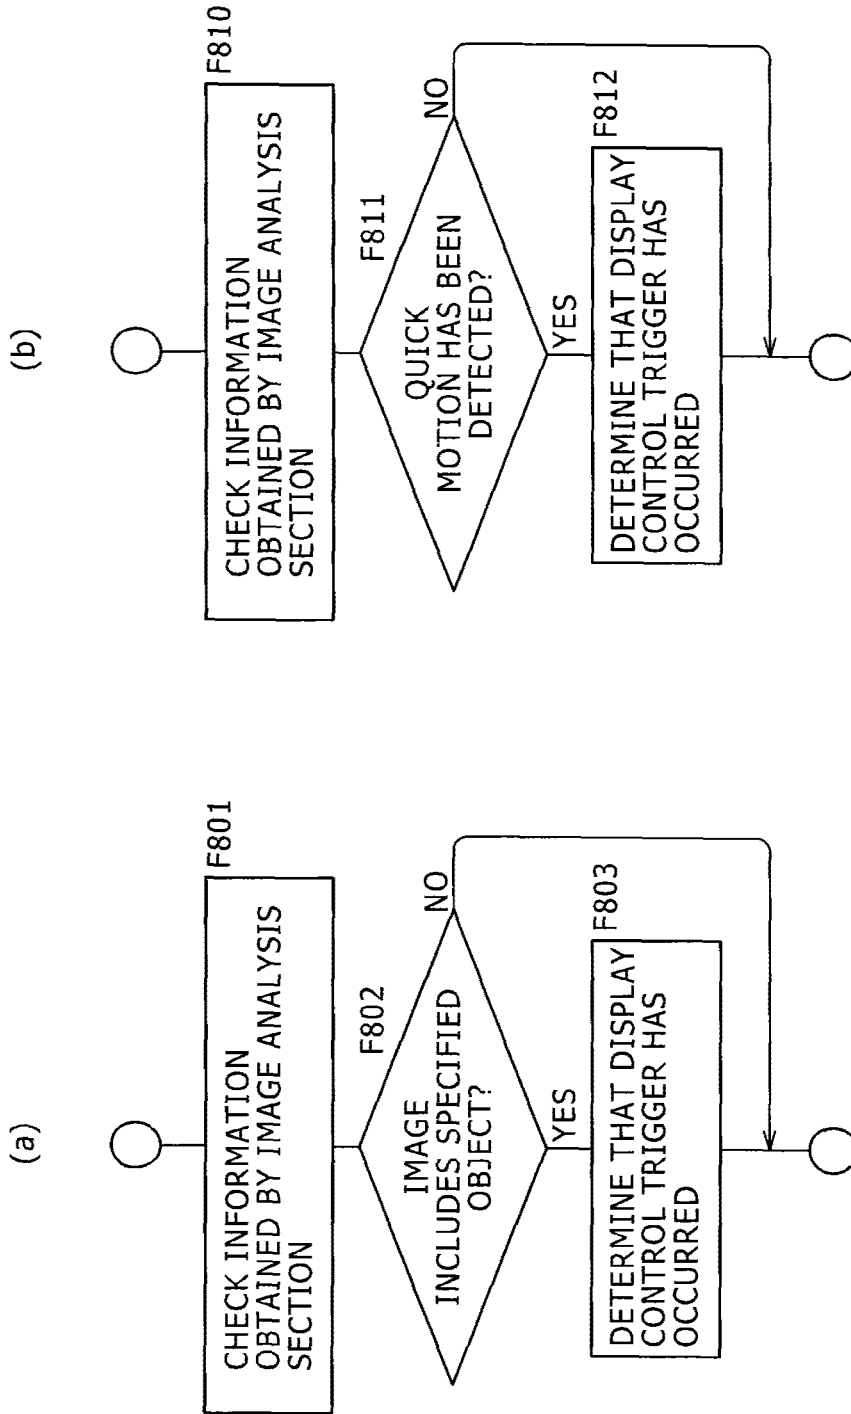 (a)
F801
CHECK INFORMATION
OBTAINED BY IMAGE ANALYSIS
SECTION
F802
IMAGE
INCLUDES SPECIFIED
OBJECT?
NO
YES
F803
DETERMINE THAT DISPLAY
CONTROL TRIGGER HAS
OCCURRED
(b)
F810
CHECK INFORMATION
OBTAINED BY IMAGE ANALYSIS
SECTION
F811
QUICK
MOTION HAS BEEN
DETECTED?
NO
YES
F812
DETERMINE THAT DISPLAY
CONTROL TRIGGER HAS
OCCURRED